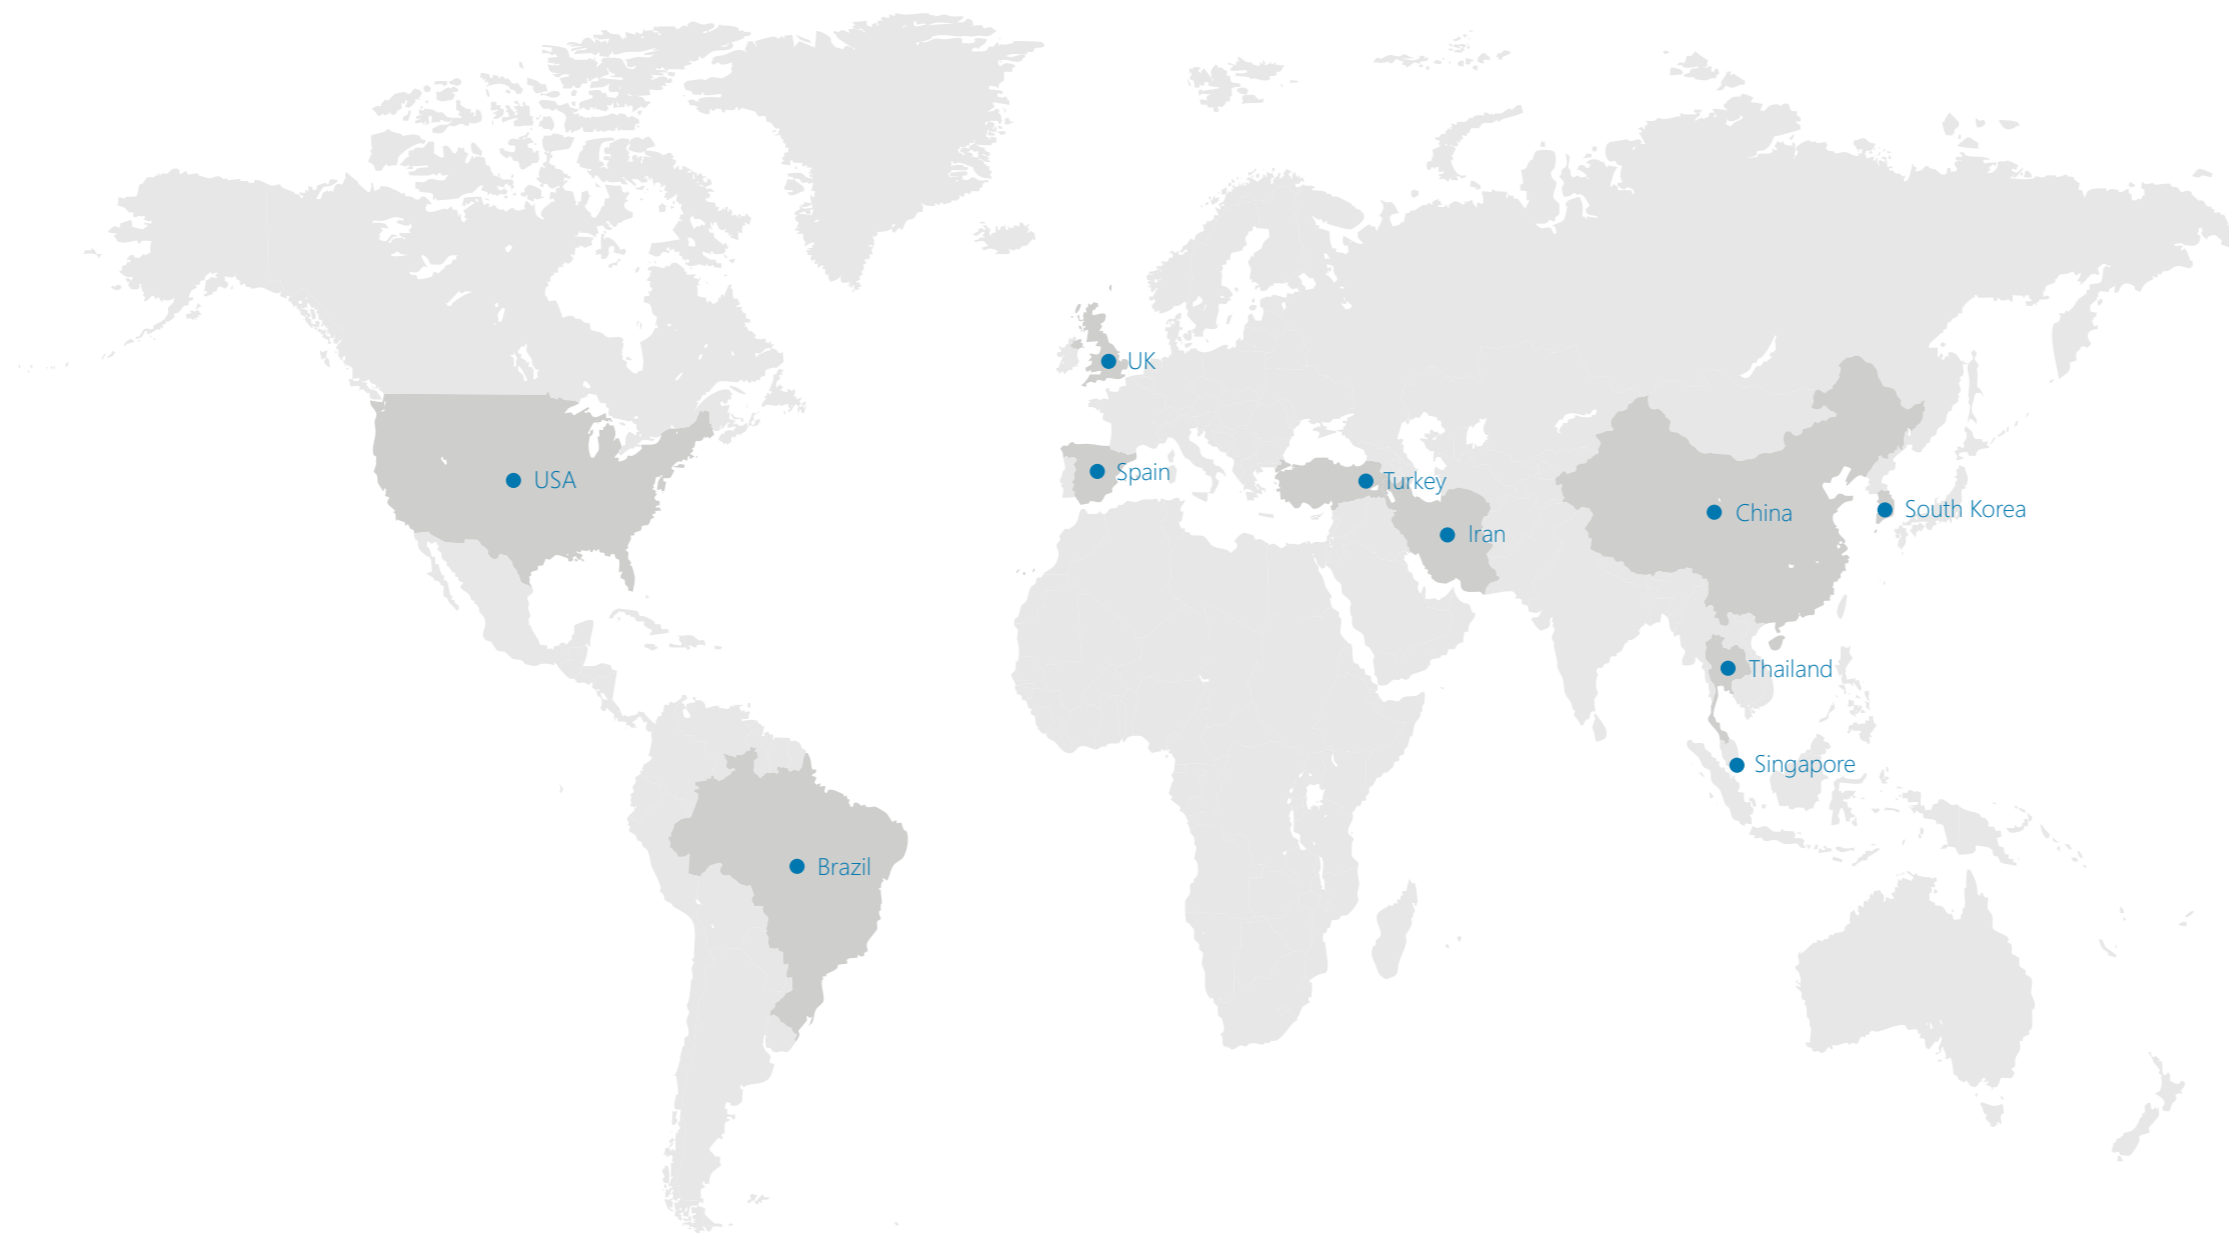 UK
Spain
USA
Turkey
China
South Korea
Iran
Thailand
Singapore
Brazil